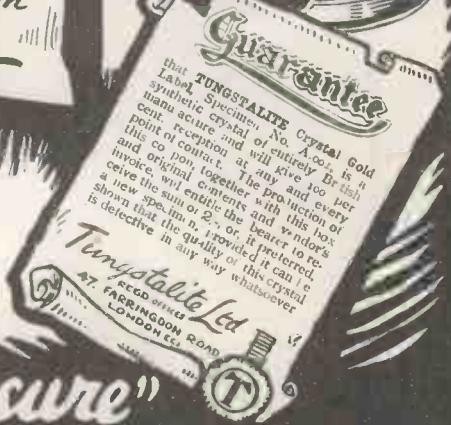 Guarantee
that TUNGSTALITE Crystal Gold
Label, Specimen No. A.001, is a
synthetic crystal of entirely British
manufacture and will give 100 per
cent. reception at any and every
point of contact. The production of
this coupon, together with this box
and original contents and vendor's
invoice, will entitle the bearer to re-
ceive the sum of 2/-, or, if preferred,
a new specimen, provided it can be
shown that the quality of this crystal
is defective in any way whatsoever
Tungstalite Ltd
REGD OFFICES
47. FARRINGDON ROAD
LONDON EC1
T